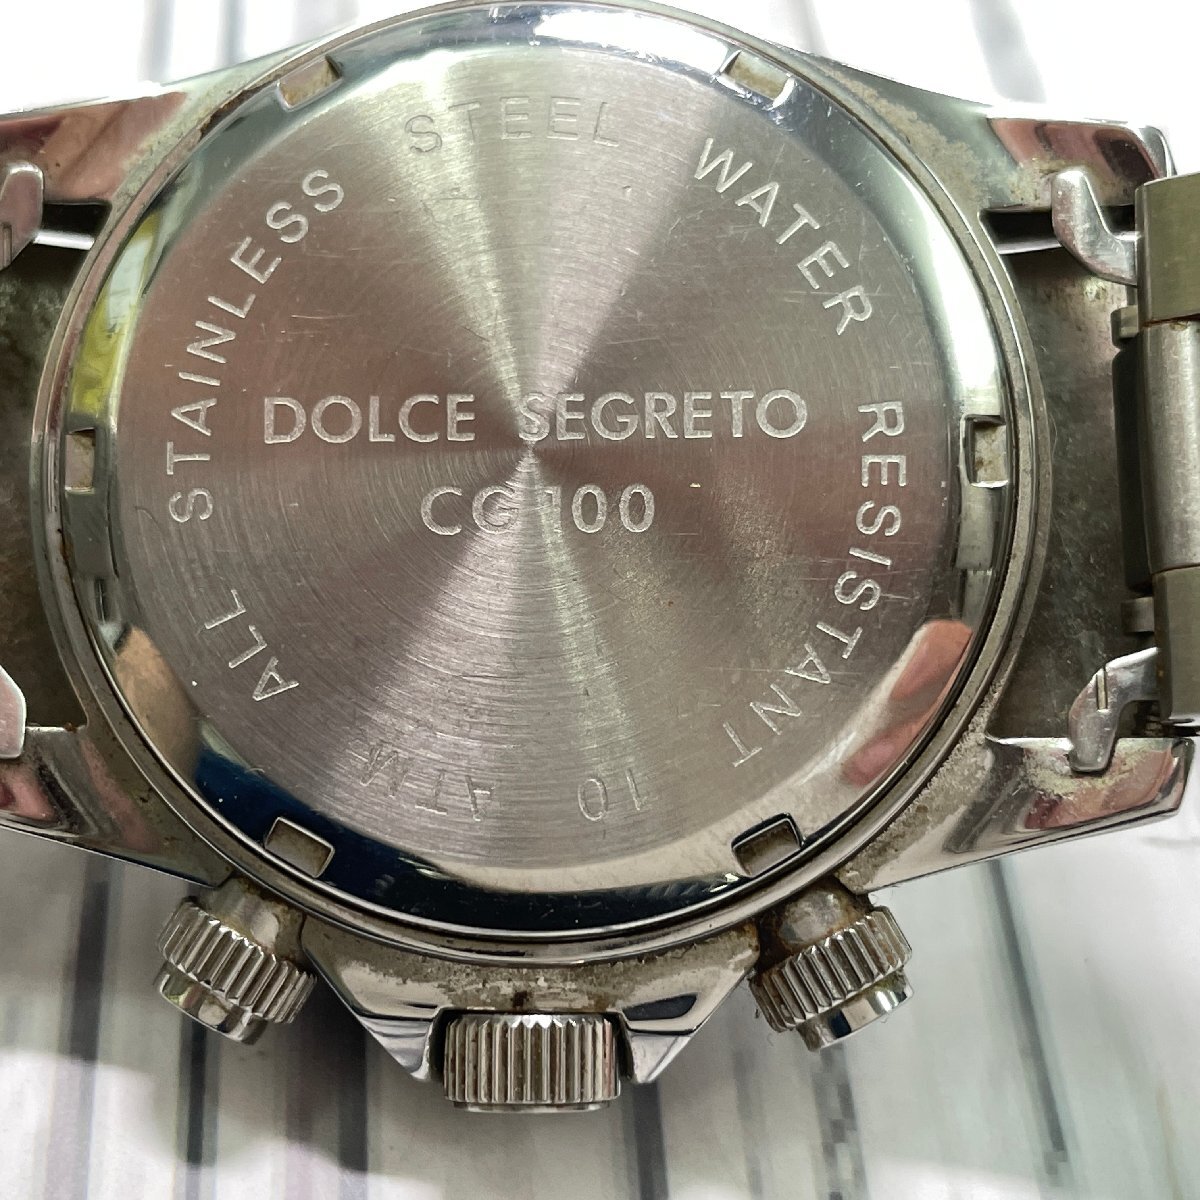 DOLCE SEGRETO
CG100
ALL STAINLESS STEEL WATER RESISTANT 10 ATM